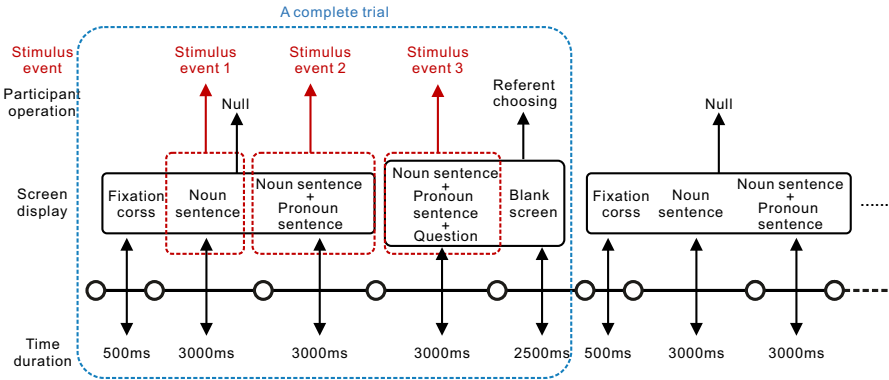 A complete trial
Stimulus
event
Stimulus
event 1
Stimulus
event 2
Stimulus
event 3
Participant
operation
Null
Referent
choosing
Null
Screen
display
Fixation
corss
Noun
sentence
Noun sentence
+
Pronoun
sentence
Noun sentence
+
Pronoun
sentence
+
Question
Blank
screen
Fixation
corss
Noun
sentence
Noun sentence
+
Pronoun
sentence
......
Time
duration
500ms
3000ms
3000ms
3000ms
2500ms
500ms
3000ms
3000ms